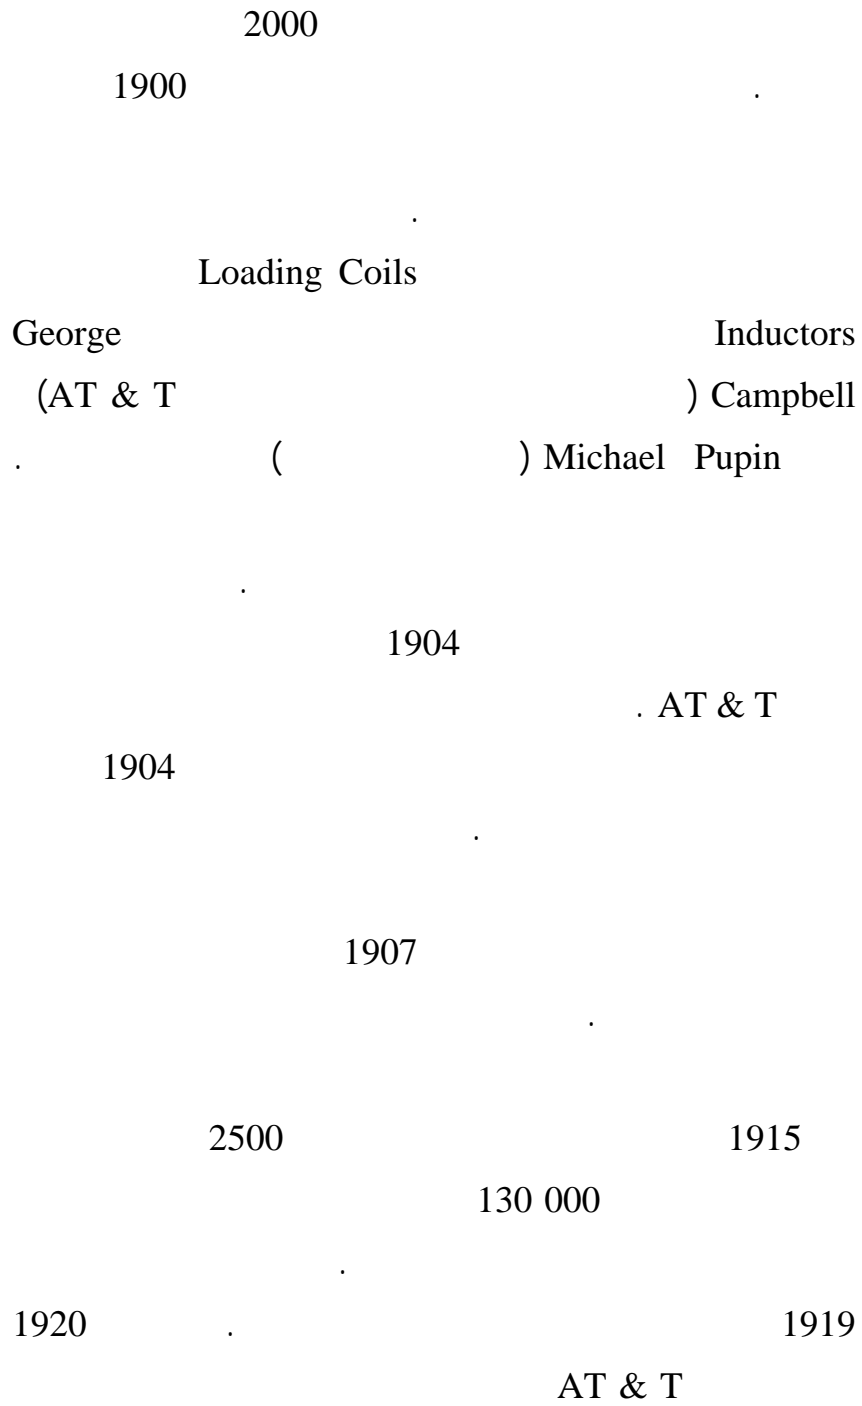 2000
1900 .
.
Loading Coils
Inductors George
Campbell (AT & T)
Michael Pupin ( ) .
.
1904
AT & T .
1904
.
1907
.
1915 2500
130 000
.
1919 . 1920
AT & T